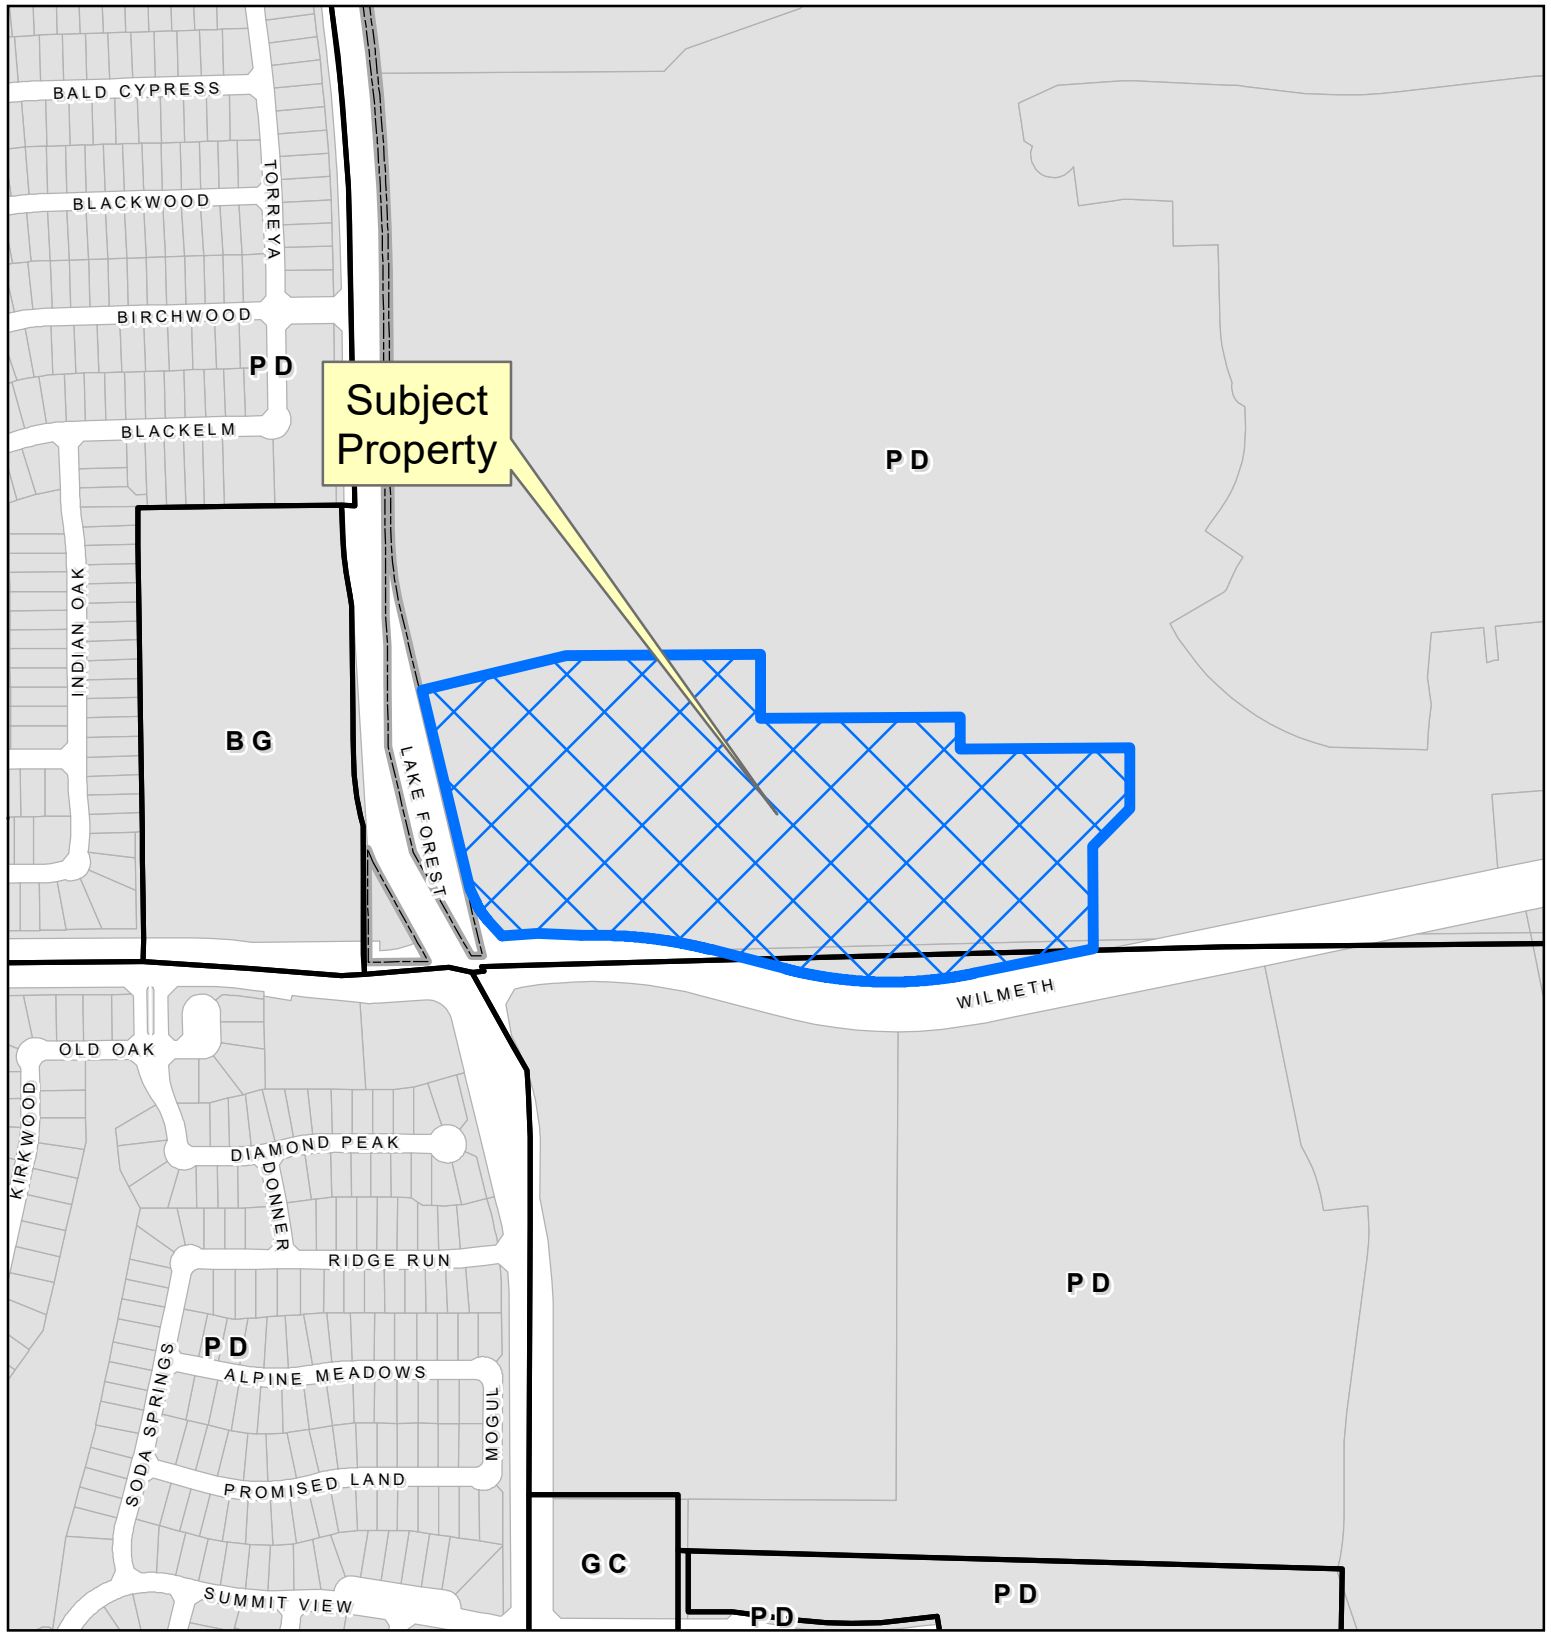 BALD CYPRESS
TORREYA
BLACKWOOD
BIRCHWOOD
PD
Subject
Property
BLACKELM
PD
INDIAN OAK
BG
LAKE FOREST
WILMETH
OLD OAK
KIRKWOOD
DIAMOND PEAK
DONNER
RIDGE RUN
PD
PD
SODA SPRINGS
ALPINE MEADOWS
MOGUL
PROMISED LAND
GC
PD
SUMMIT VIEW
PD